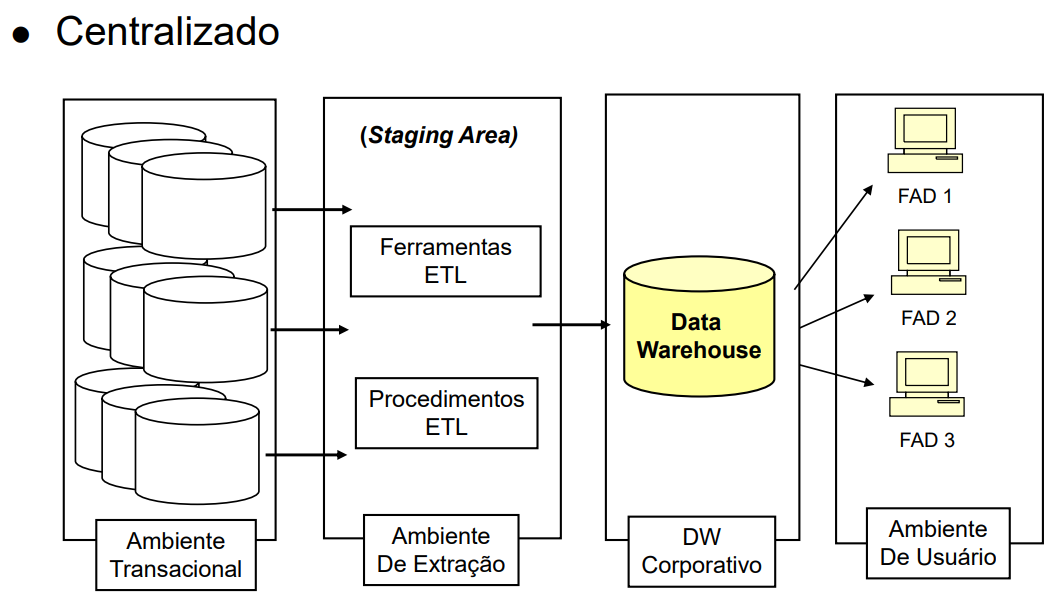 ● Centralizado
(Staging Area)
Ferramentas
ETL
Procedimentos
ETL
Data
Warehouse
FAD 1
FAD 2
FAD 3
Ambiente
Transacional
Ambiente
De Extração
DW
Corporativo
Ambiente
De Usuário